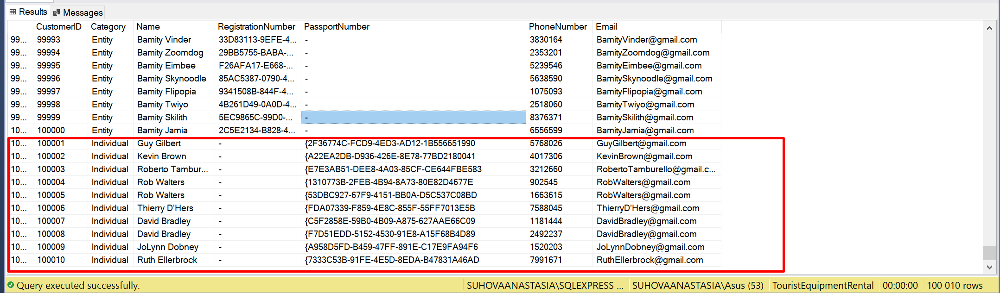 Results Messages
CustomerID Category Name RegistrationNumber PassportNumber PhoneNumber Email
99... 99993 Entity Bamity Vinder 33D83113-9EFE-4... - 3830164 BamityVinder@gmail.com
99... 99994 Entity Bamity Zoomdog 29BB5755-BABA-... - 2353201 BamityZoomdog@gmail.com
99... 99995 Entity Bamity Eimbee F26AFA17-E668-... - 5239546 BamityEimbee@gmail.com
99... 99996 Entity Bamity Skynoodle 85AC5387-0790-4... - 5638590 BamitySkynoodle@gmail.com
99... 99997 Entity Bamity Flipopia 9341508B-844F-4... - 1075093 BamityFlipopia@gmail.com
99... 99998 Entity Bamity Twiyo 4B261D49-0A0D-4... - 2518060 BamityTwiyo@gmail.com
99... 99999 Entity Bamity Skilith 5EC9865C-99D0-... - 8376371 BamitySkilith@gmail.com
10... 100000 Entity Bamity Jamia 2C5E2134-B828-4... - 6556599 BamityJamia@gmail.com
10... 100001 Individual Guy Gilbert - {2F36774C-FCD9-4ED3-AD12-1B556651990 5768026 GuyGilbert@gmail.com
10... 100002 Individual Kevin Brown - {A22EA2DB-D936-426E-8E78-77BD2180041 4017306 KevinBrown@gmail.com
10... 100003 Individual Roberto Tambur... - {E7E3AB51-DEE8-4A03-85CF-CE644FBE583 3212660 RobertoTamburello@gmail.c...
10... 100004 Individual Rob Walters - {1310773B-2FEB-4B94-8A73-80E82D4677E 902545 RobWalters@gmail.com
10... 100005 Individual Rob Walters - {53DBC927-67F9-4151-BB0A-D5C537C08BD 1663615 RobWalters@gmail.com
10... 100006 Individual Thierry D'Hers - {FDA07339-F859-4E8C-855F-55FF7013E5B 7588045 ThierryD'Hers@gmail.com
10... 100007 Individual David Bradley - {C5F2858E-59B0-4B09-A875-627AAE66C09 1181444 DavidBradley@gmail.com
10... 100008 Individual David Bradley - {F7D51EDD-5152-4530-91E8-A15F68B4D89 2492237 DavidBradley@gmail.com
10... 100009 Individual JoLynn Dobney - {A958D5FD-B459-47FF-891E-C17E9FA94F6 1520203 JoLynnDobney@gmail.com
10... 100010 Individual Ruth Ellerbrock - {7333C53B-91FE-4E5D-8EDA-B47831A46AD 7991671 RuthEllerbrock@gmail.com
Query executed successfully. SUHOVAANASTASIA\SQLEXPRESS ... SUHOVAANASTASIA\Asus (53) TouristEquipmentRental 00:00:00 100 010 rows